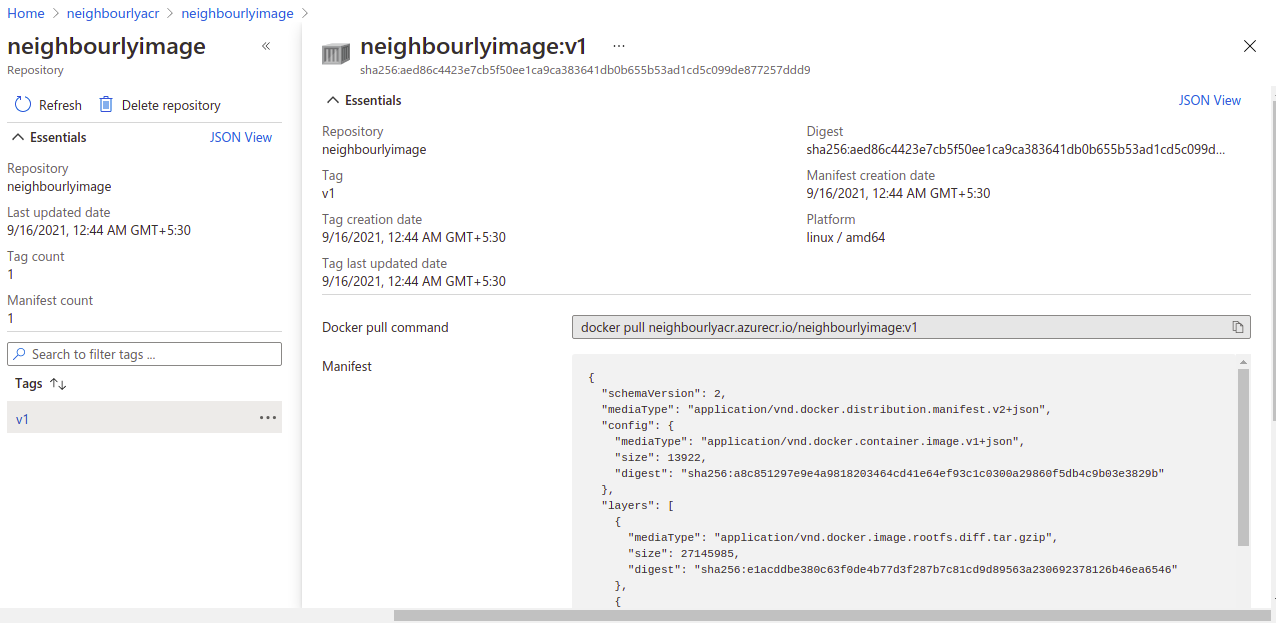 Home > neighbourlyacr > neighbourlyimage >
neighbourlyimage
Repository
Refresh Delete repository
Essentials JSON View
Repository
neighbourlyimage
Last updated date
9/16/2021, 12:44 AM GMT+5:30
Tag count
1
Manifest count
1
Search to filter tags ...
Tags
v1
neighbourlyimage:v1
sha256:aed86c4423e7cb5f50ee1ca9ca383641db0b655b53ad1cd5c099de877257ddd9
Essentials JSON View
Repository
neighbourlyimage
Tag
v1
Tag creation date
9/16/2021, 12:44 AM GMT+5:30
Tag last updated date
9/16/2021, 12:44 AM GMT+5:30
Digest
sha256:aed86c4423e7cb5f50ee1ca9ca383641db0b655b53ad1cd5c099d...
Manifest creation date
9/16/2021, 12:44 AM GMT+5:30
Platform
linux / amd64
Docker pull command
docker pull neighbourlyacr.azurecr.io/neighbourlyimage:v1
Manifest
{
"schemaVersion": 2,
"mediaType": "application/vnd.docker.distribution.manifest.v2+json",
"config": {
"mediaType": "application/vnd.docker.container.image.v1+json",
"size": 13922,
"digest": "sha256:a8c851297e9e4a9818203464cd41e64ef93c1c0300a29860f5db4c9b03e3829b"
},
"layers": [
{
"mediaType": "application/vnd.docker.image.rootfs.diff.tar.gzip",
"size": 27145985,
"digest": "sha256:e1acddbe380c63f0de4b77d3f287b7c81cd9d89563a230692378126b46ea6546"
},
{